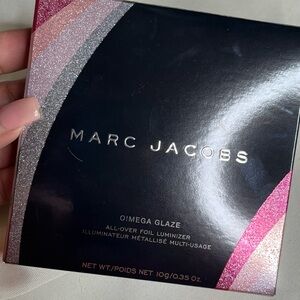 MARC JACOBS
O!MEGA GLAZE
ALL-OVER FOIL LUMINIZER
ILLUMINATEUR MÉTALLISÉ MULTI-USAGE
NET WT./POIDS NET 10G/0.35 OZ.